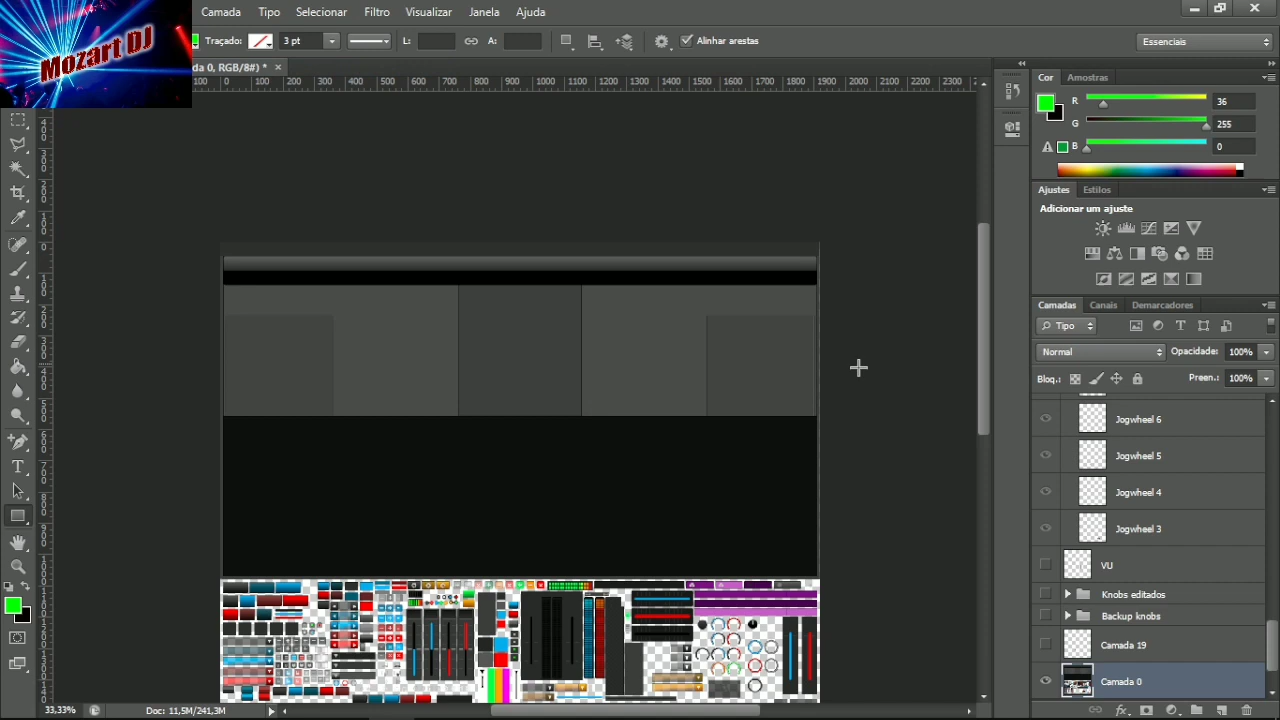 Mozart DJ
Camada Tipo Selecionar Filtro Visualizar Janela Ajuda
Traçado: 3 pt L: A: Alinhar arestas Essenciais
da 0, RGB/8#) * ×
100 0 100 200 300 400 500 600 700 800 900 1000 1100 1200 1300 1400 1500 1600 1700 1800 1900 2000 2100 2200 2300
Cor Amostras
R 36
G 255
B 0
Ajustes Estilos
Adicionar um ajuste
Camadas Canais Demarcadores
Tipo
Normal Opacidade: 100%
Bloq.: Preen.: 100%
Jogwheel 6
Jogwheel 5
Jogwheel 4
Jogwheel 3
VU
Knobs editados
Backup knobs
Camada 19
Camada 0
33,33% Doc: 11,5M/241,3M